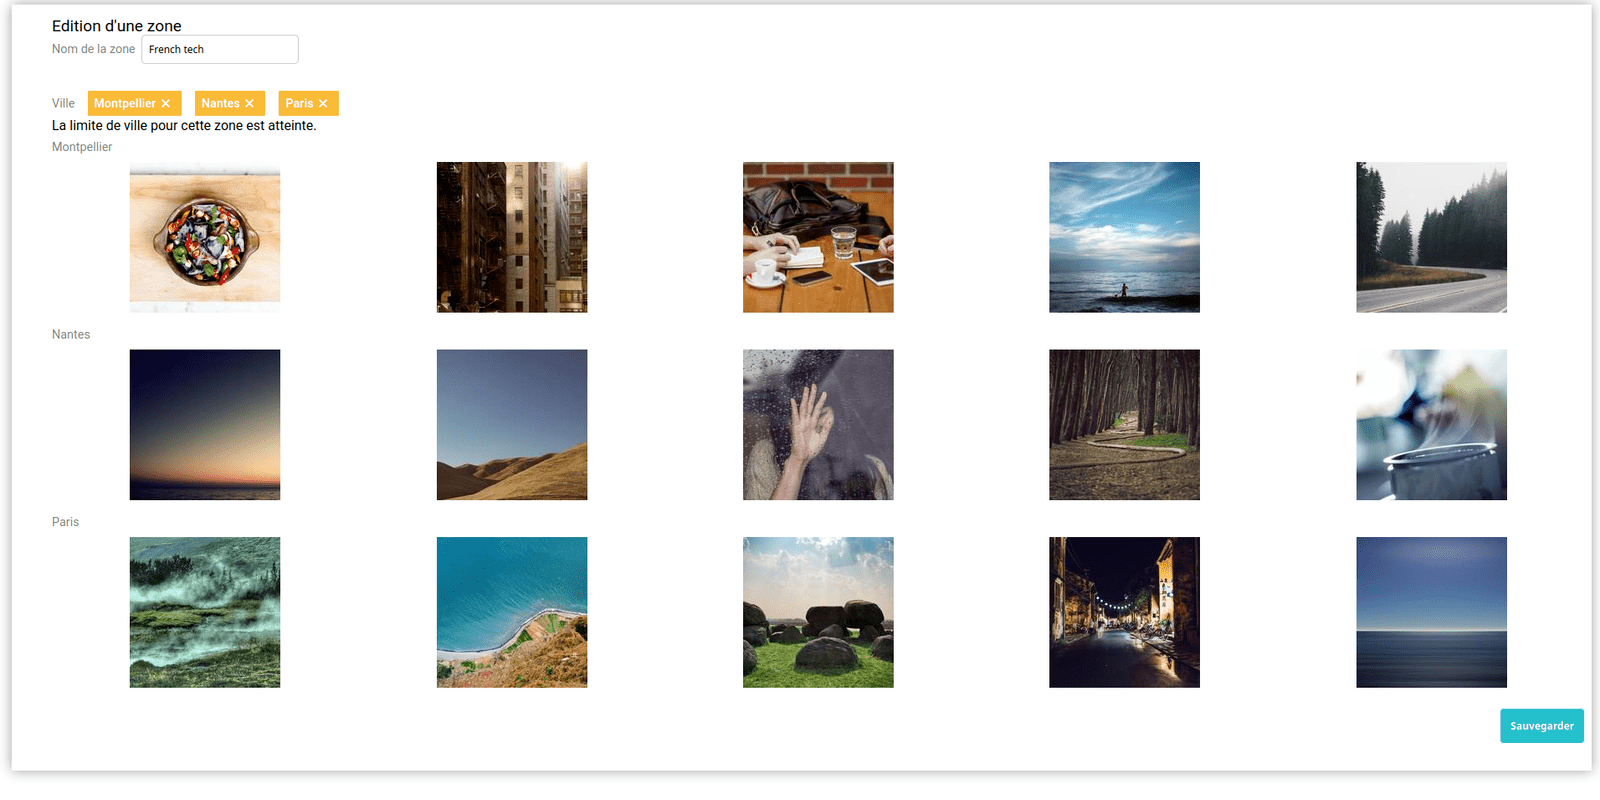 Edition d'une zone
Nom de la zone French tech
Ville Montpellier ✕ Nantes ✕ Paris ✕
La limite de ville pour cette zone est atteinte.
Montpellier
Nantes
Paris
Sauvegarder